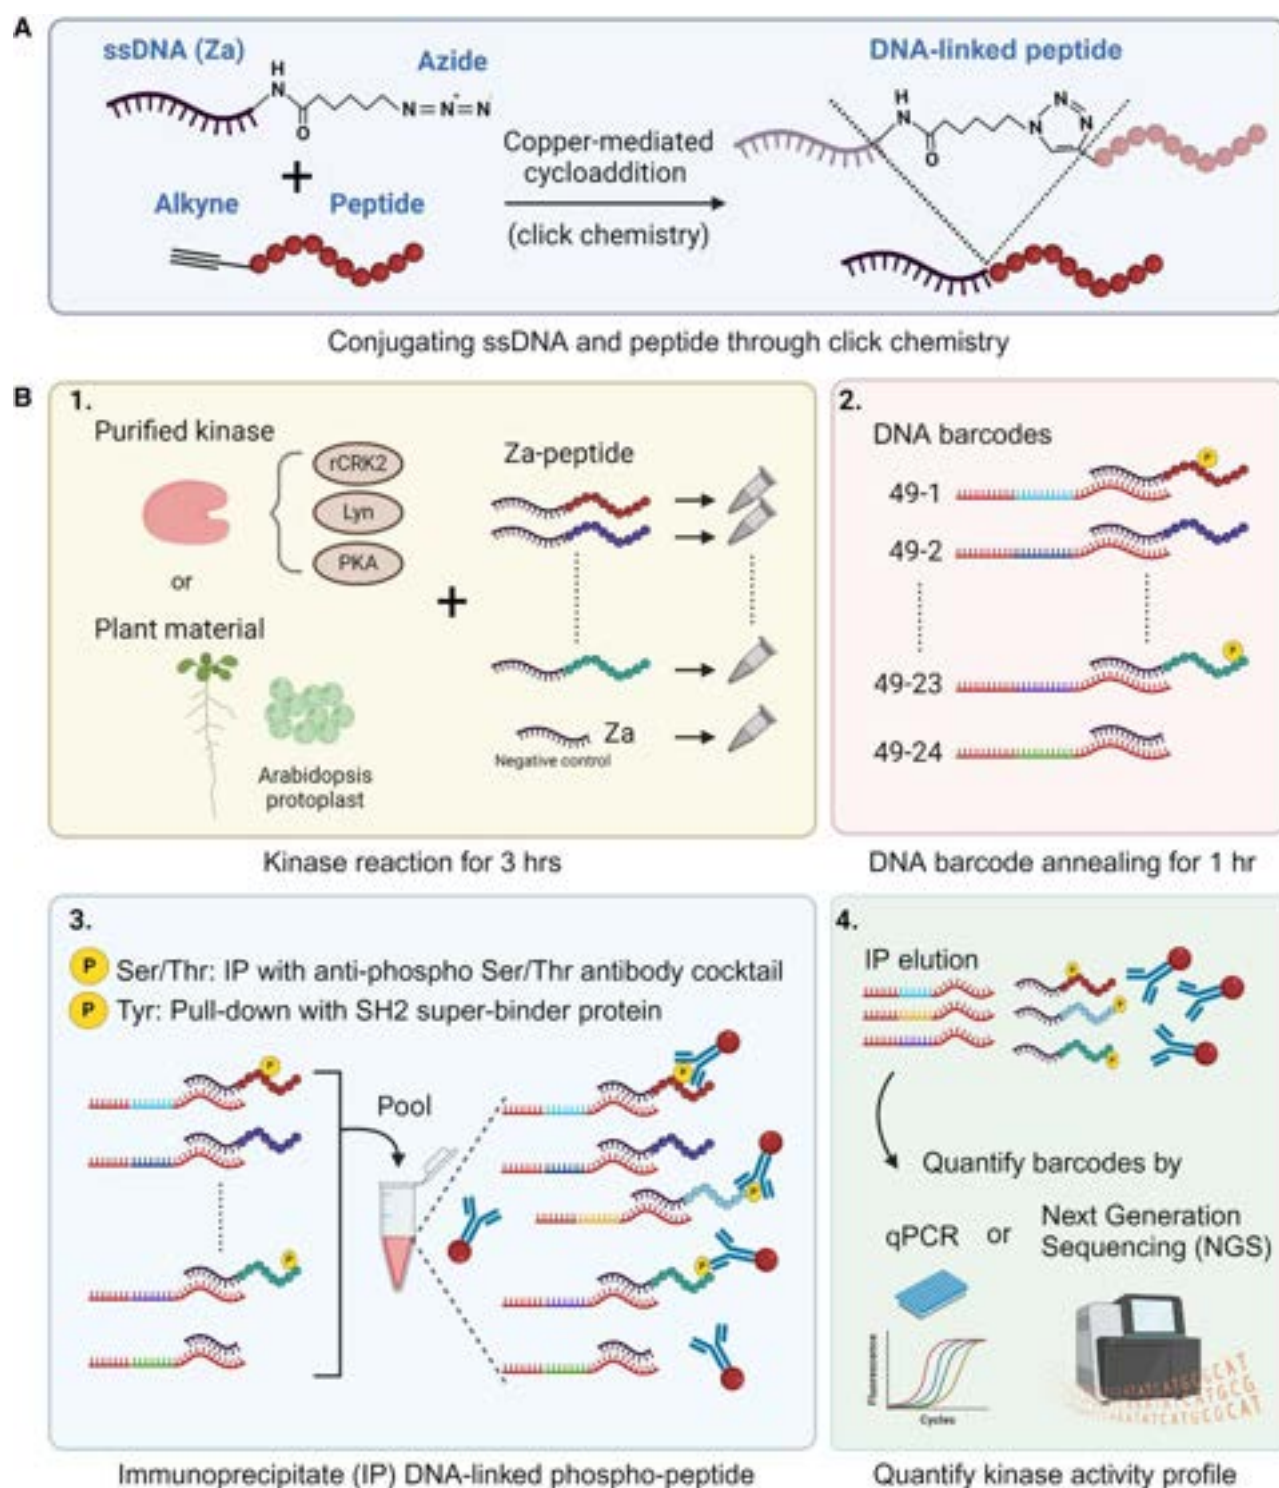 A
ssDNA (Za)
Azide
DNA-linked peptide
H
N
O
N=N=N
+
Copper-mediated
cycloaddition
(click chemistry)
H
N
O
N
N
N
+
Alkyne
Peptide
Conjugating ssDNA and peptide through click chemistry
B
1.
Purified kinase
rCRK2
Lyn
PKA
or
Plant material
Arabidopsis
protoplast
+
Za-peptide
Za
Negative control
Kinase reaction for 3 hrs
2.
DNA barcodes
P
49-1
49-2
P
49-23
49-24
DNA barcode annealing for 1 hr
3.
P Ser/Thr: IP with anti-phospho Ser/Thr antibody cocktail
P Tyr: Pull-down with SH2 super-binder protein
P
P
Pool
P
P
P
Immunoprecipitate (IP) DNA-linked phospho-peptide
4.
IP elution
P
P
P
Quantify barcodes by
qPCR or Next Generation
Sequencing (NGS)
Fluorescence
Cycles
Quantify kinase activity profile